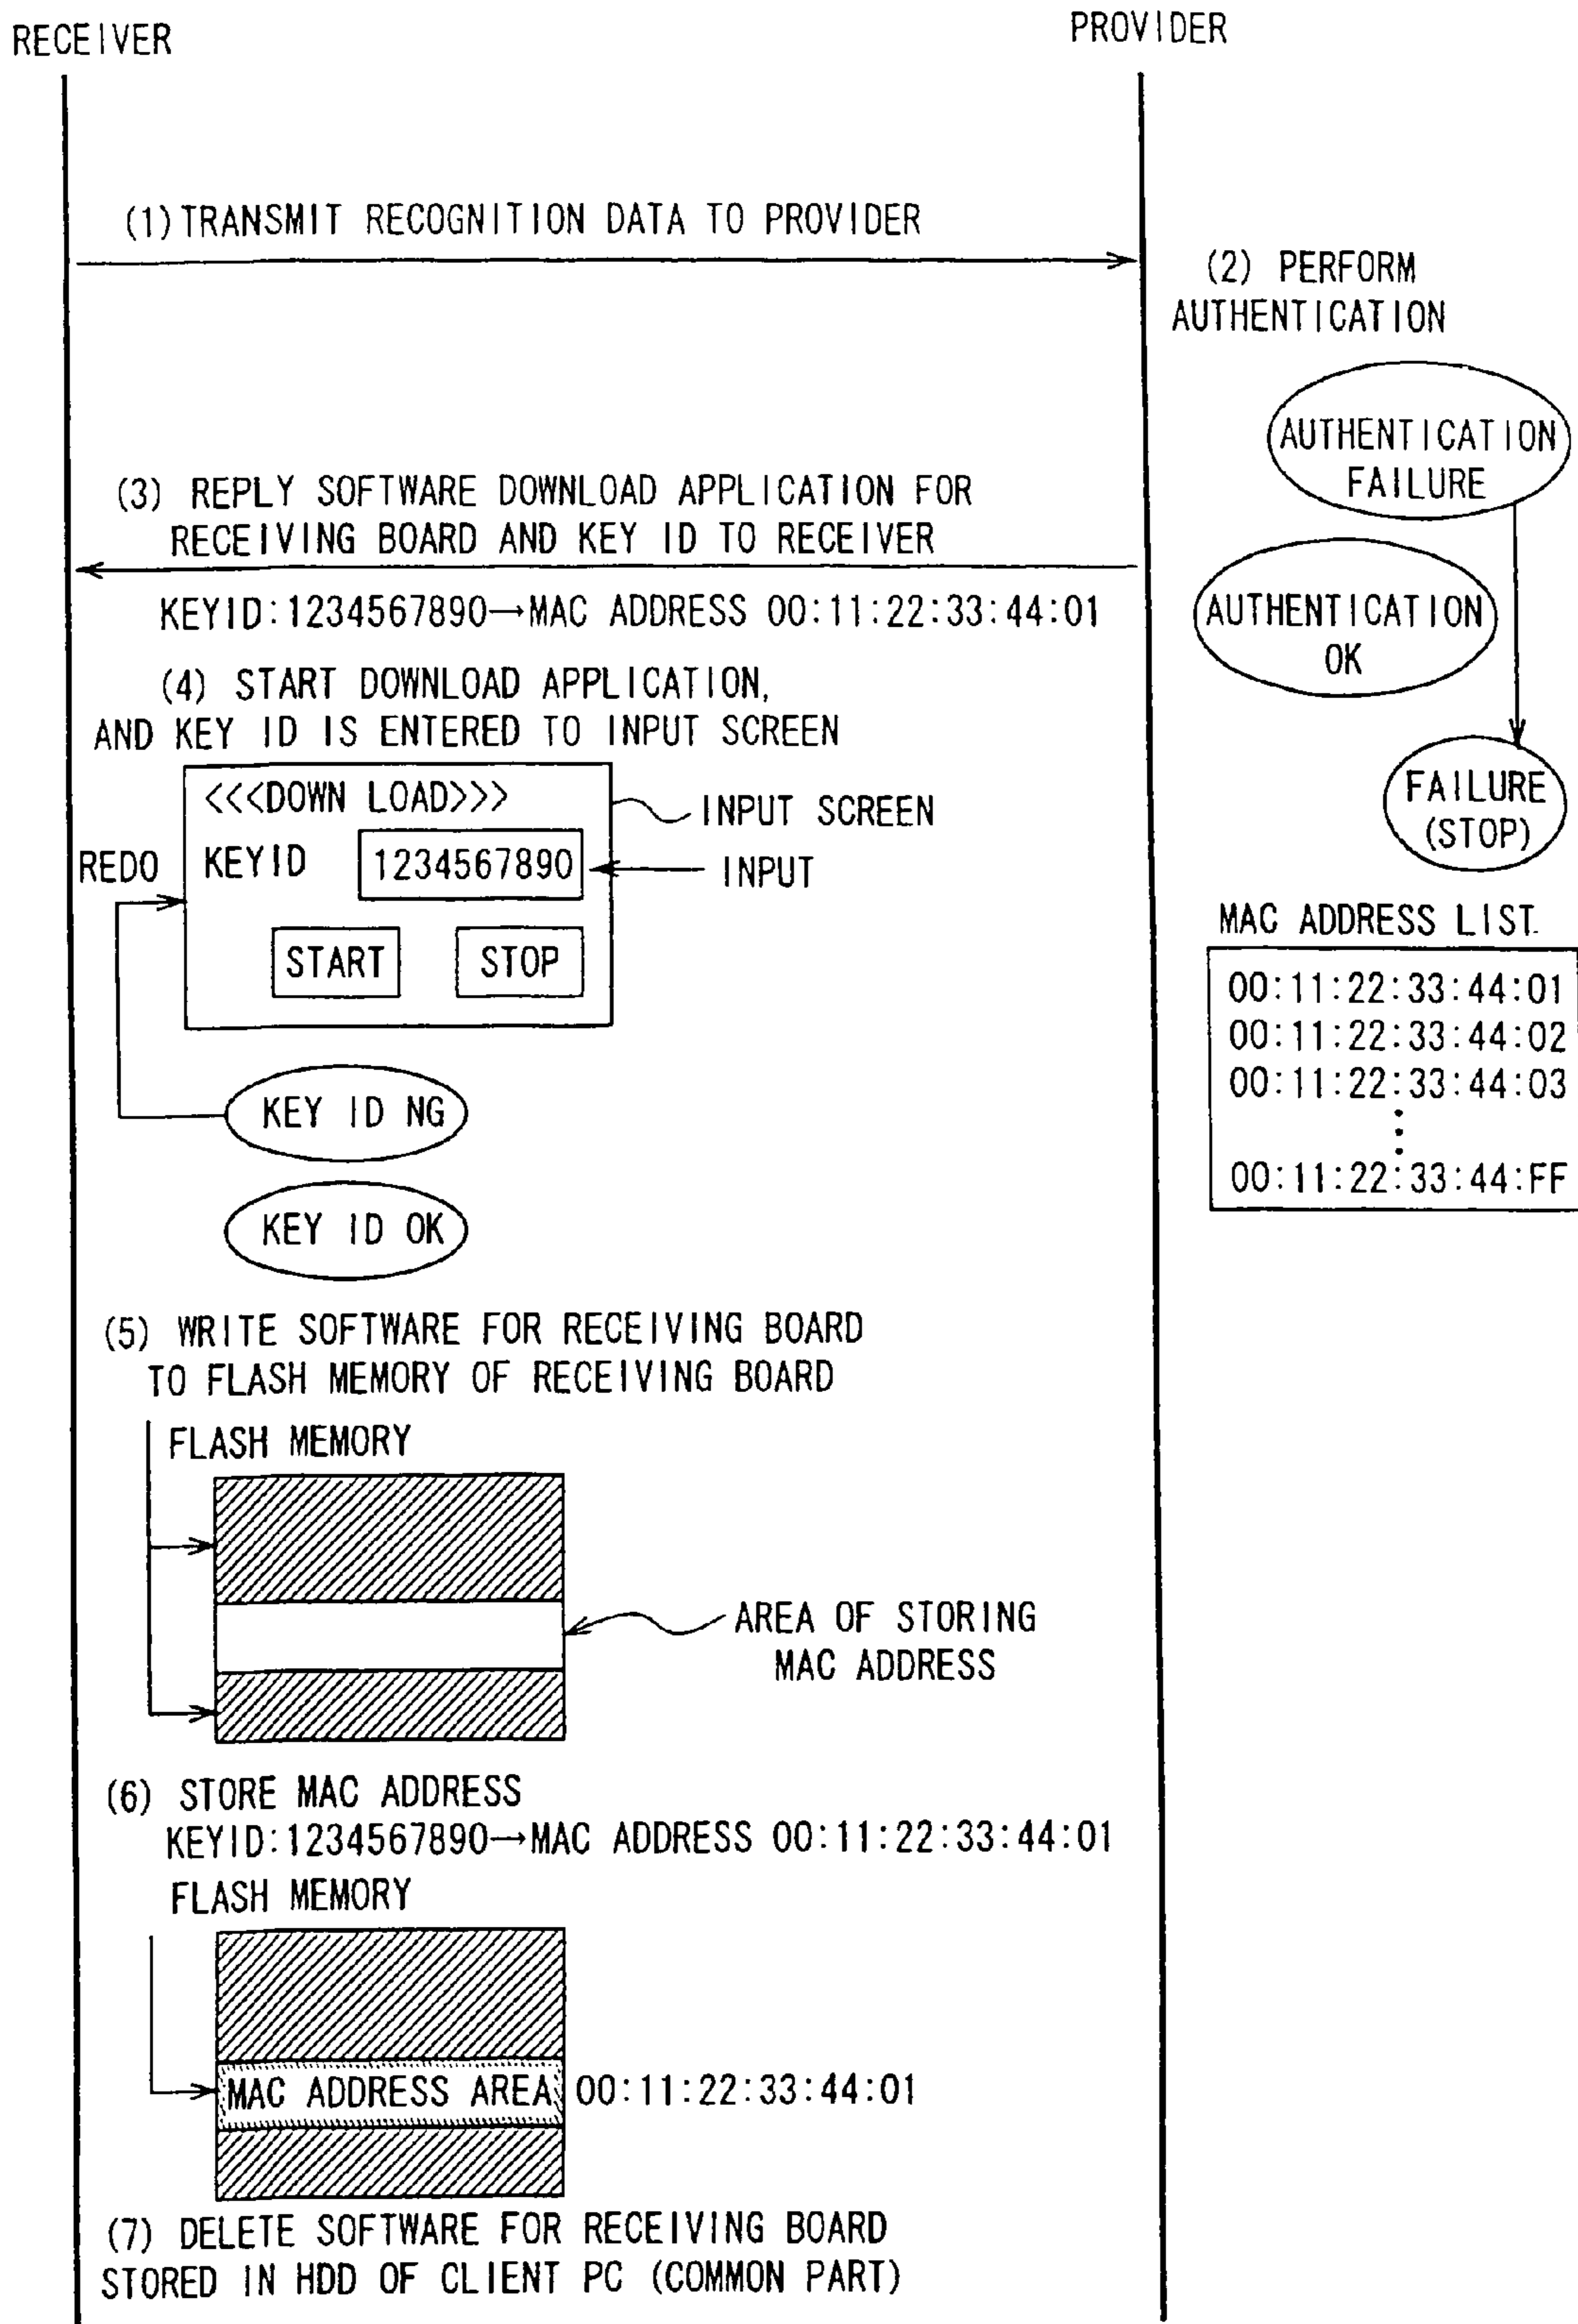 RECEIVER
PROVIDER
(1) TRANSMIT RECOGNITION DATA TO PROVIDER
(2) PERFORM
AUTHENTICATION
AUTHENTICATION
FAILURE
(3) REPLY SOFTWARE DOWNLOAD APPLICATION FOR
RECEIVING BOARD AND KEY ID TO RECEIVER
KEYID:1234567890→MAC ADDRESS 00:11:22:33:44:01
AUTHENTICATION
OK
(4) START DOWNLOAD APPLICATION,
AND KEY ID IS ENTERED TO INPUT SCREEN
FAILURE
(STOP)
<<<DOWN LOAD>>>
INPUT SCREEN
REDO
KEYID
1234567890
INPUT
START
STOP
MAC ADDRESS LIST
00:11:22:33:44:01
00:11:22:33:44:02
00:11:22:33:44:03
00:11:22:33:44:FF
KEY ID NG
KEY ID OK
(5) WRITE SOFTWARE FOR RECEIVING BOARD
TO FLASH MEMORY OF RECEIVING BOARD
FLASH MEMORY
AREA OF STORING
MAC ADDRESS
(6) STORE MAC ADDRESS
KEYID:1234567890→MAC ADDRESS 00:11:22:33:44:01
FLASH MEMORY
MAC ADDRESS AREA
00:11:22:33:44:01
(7) DELETE SOFTWARE FOR RECEIVING BOARD
STORED IN HDD OF CLIENT PC (COMMON PART)